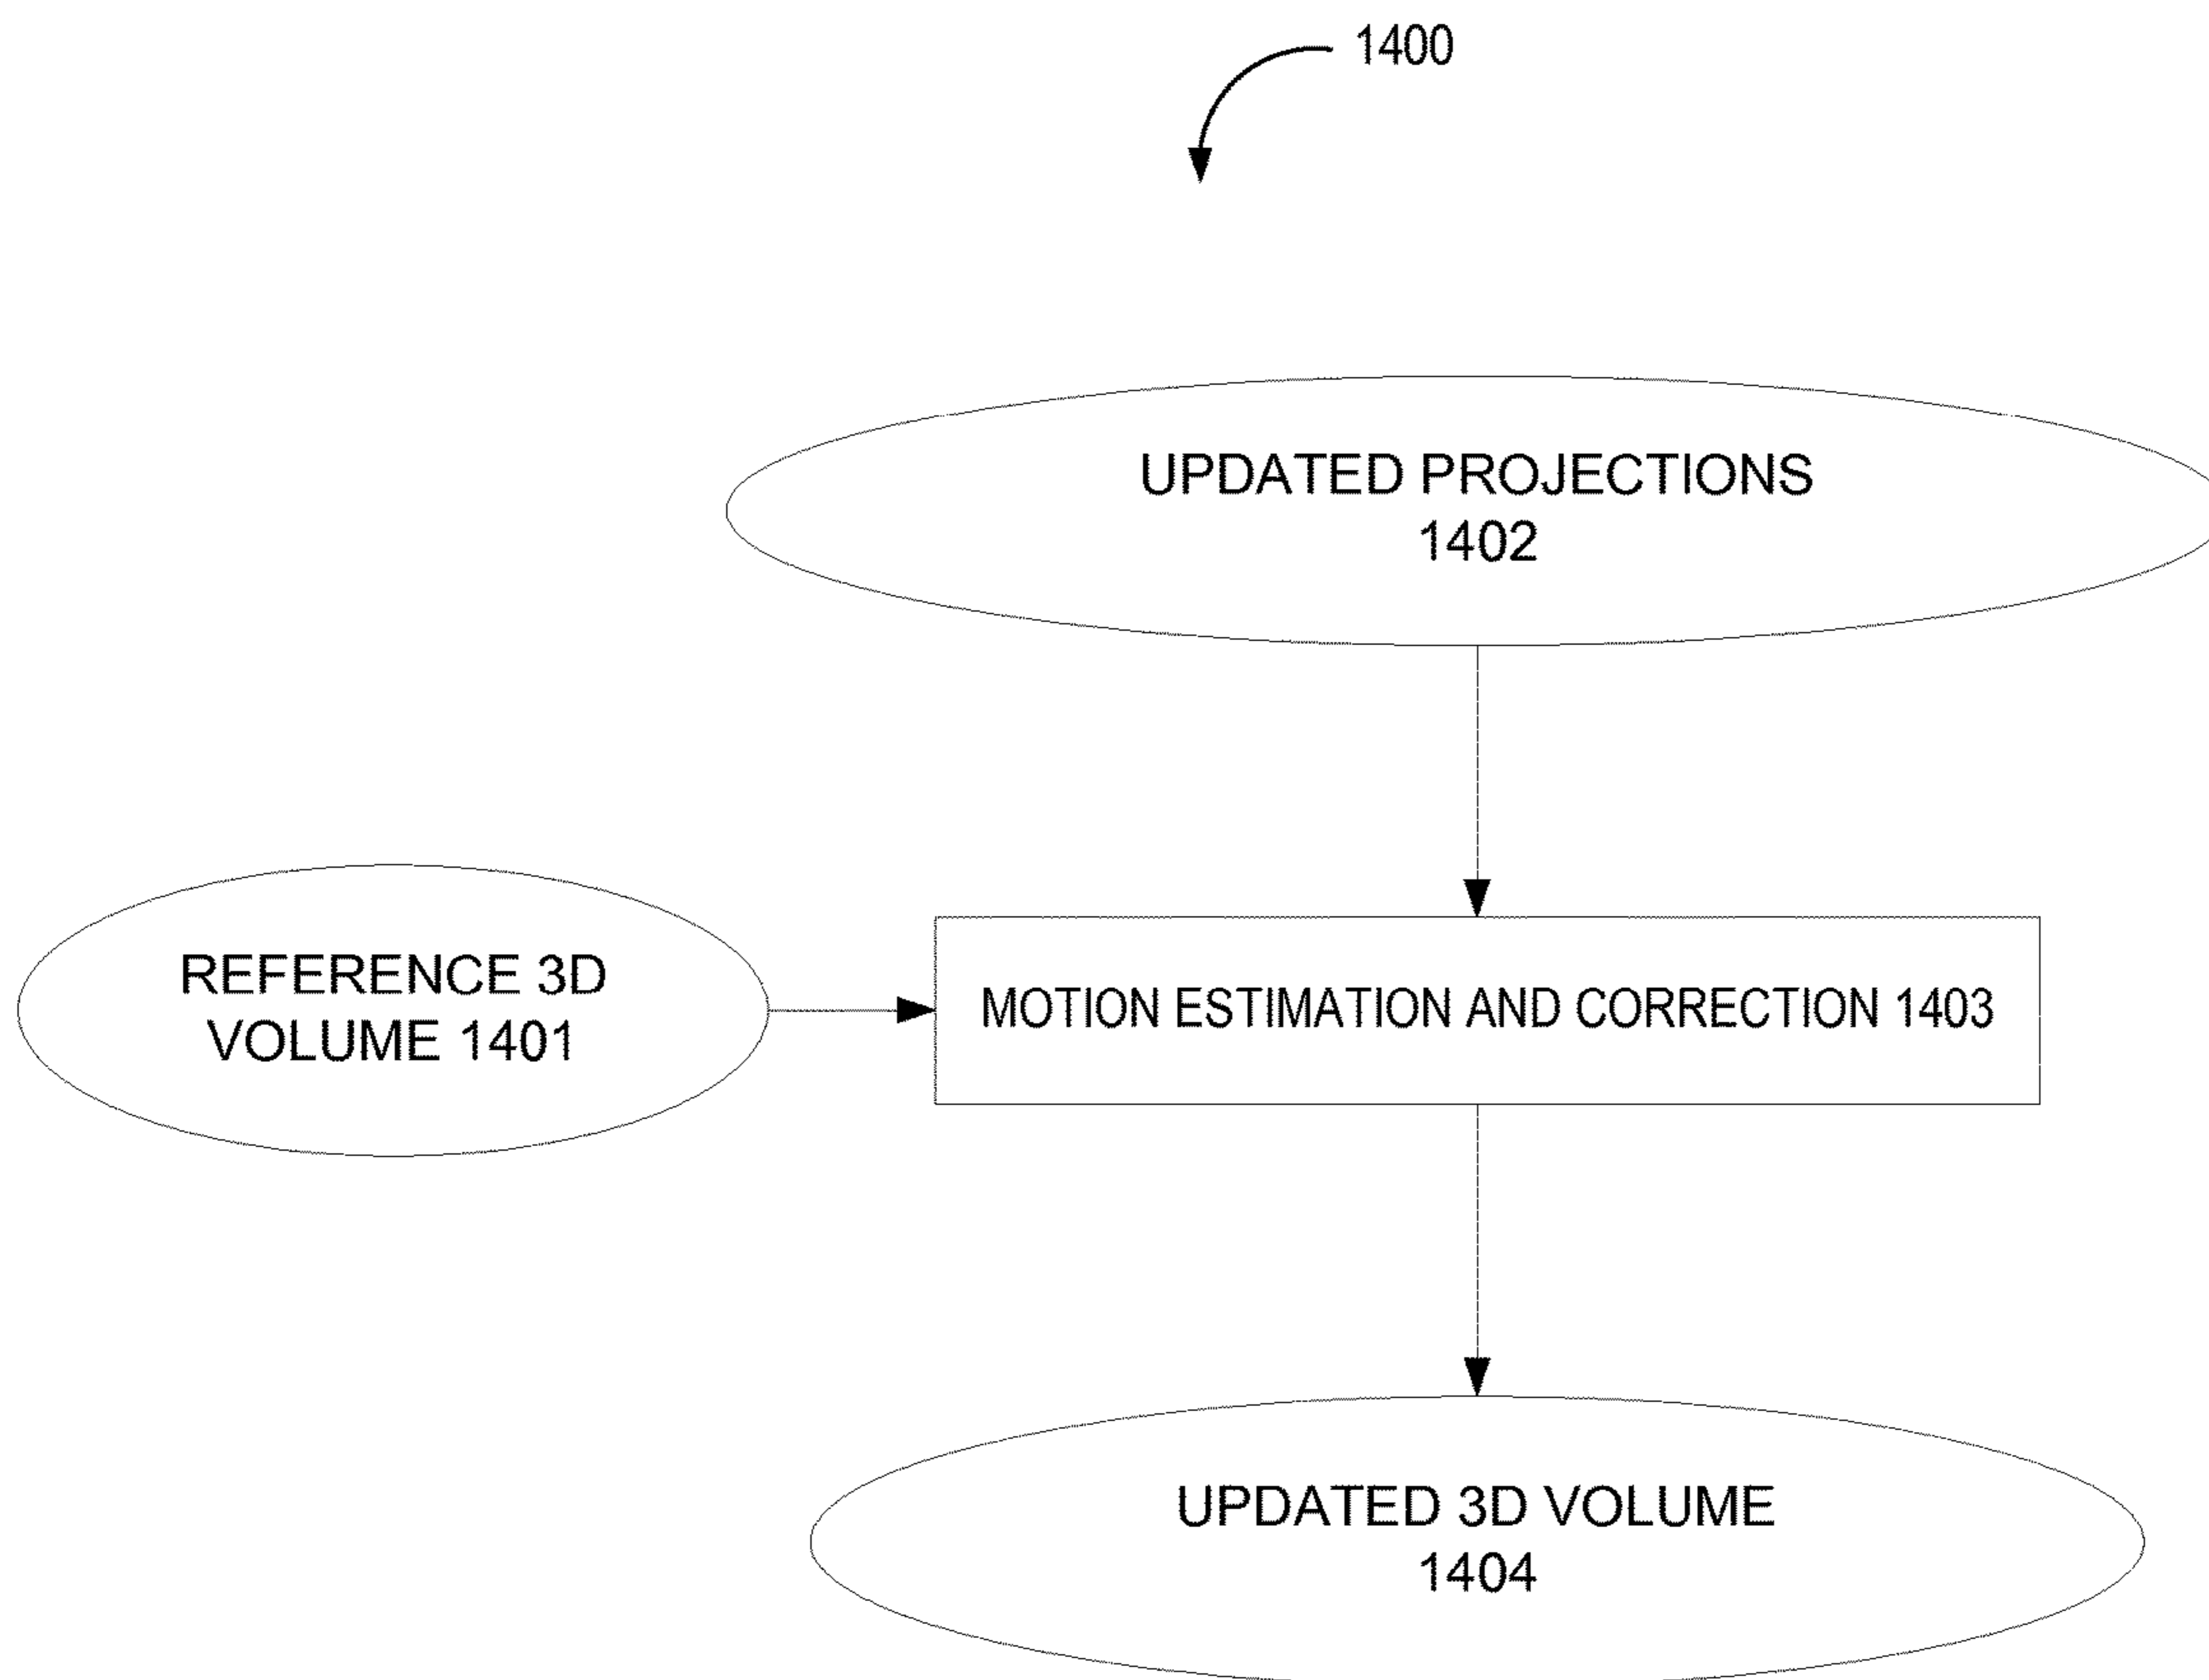 1400
UPDATED PROJECTIONS
1402
REFERENCE 3D
VOLUME 1401
MOTION ESTIMATION AND CORRECTION 1403
UPDATED 3D VOLUME
1404